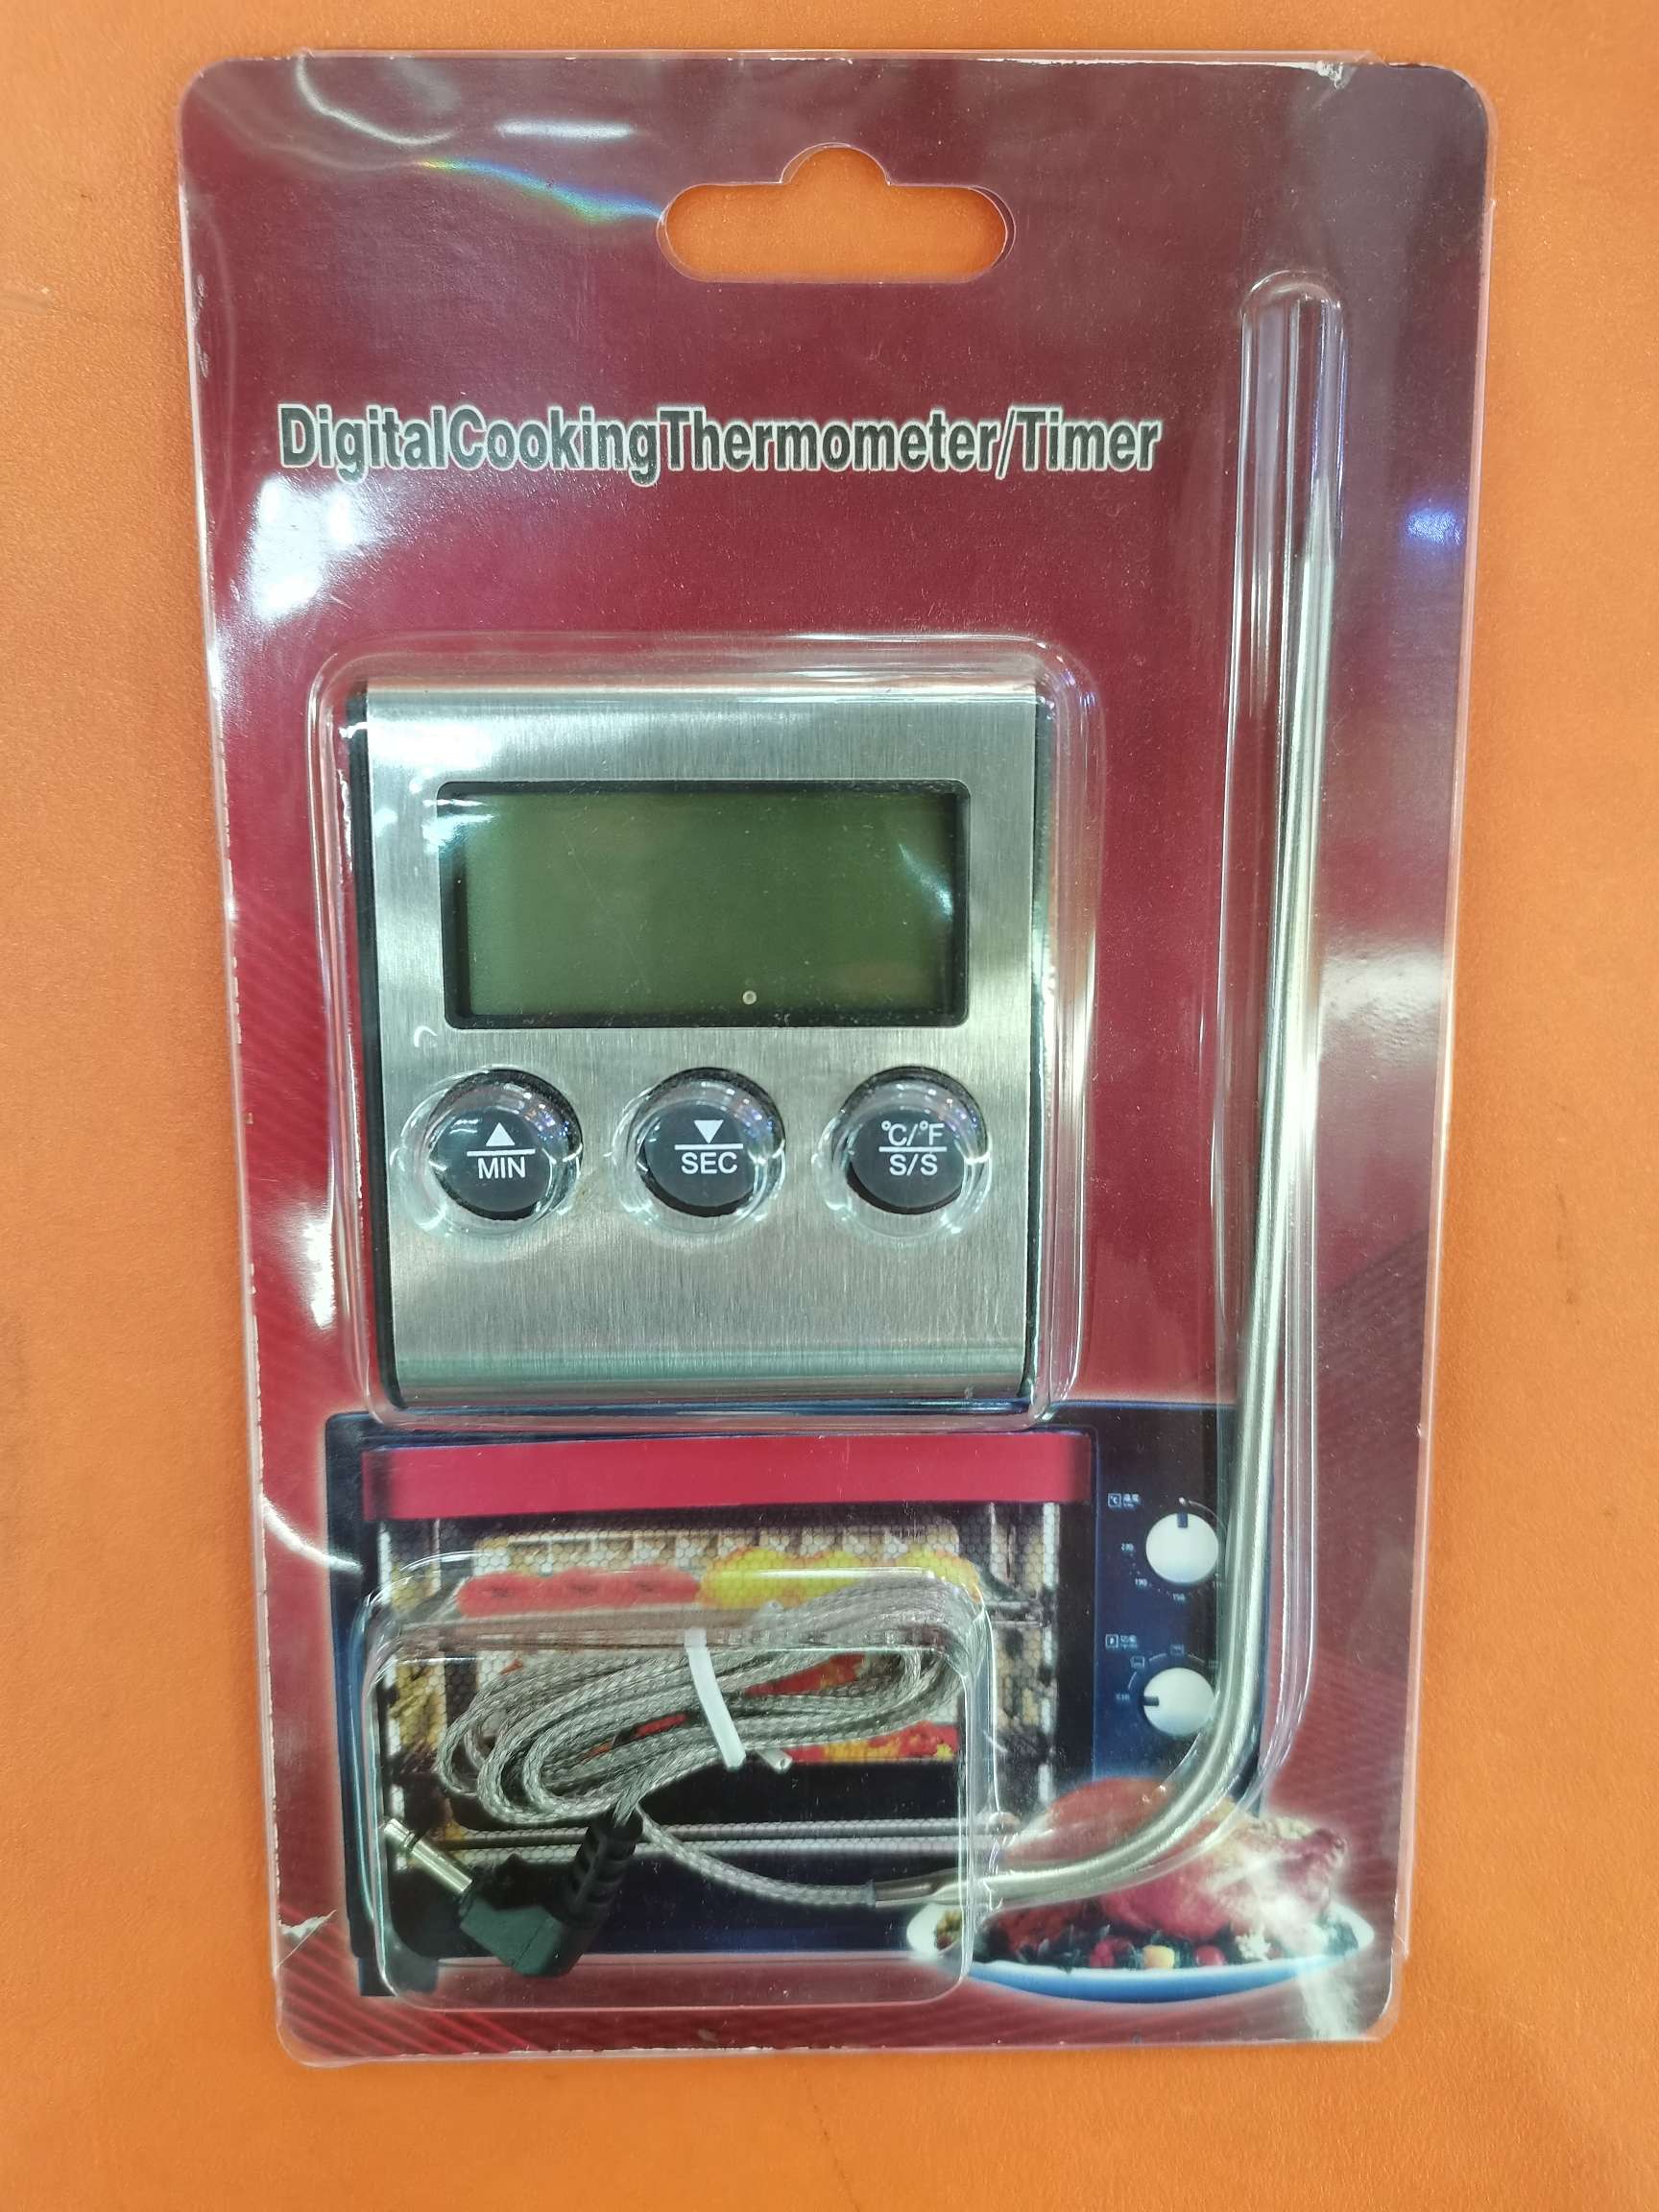 DigitalCookingThermometer/Timer
▲
MIN
▼
SEC
℃/℉
S/S